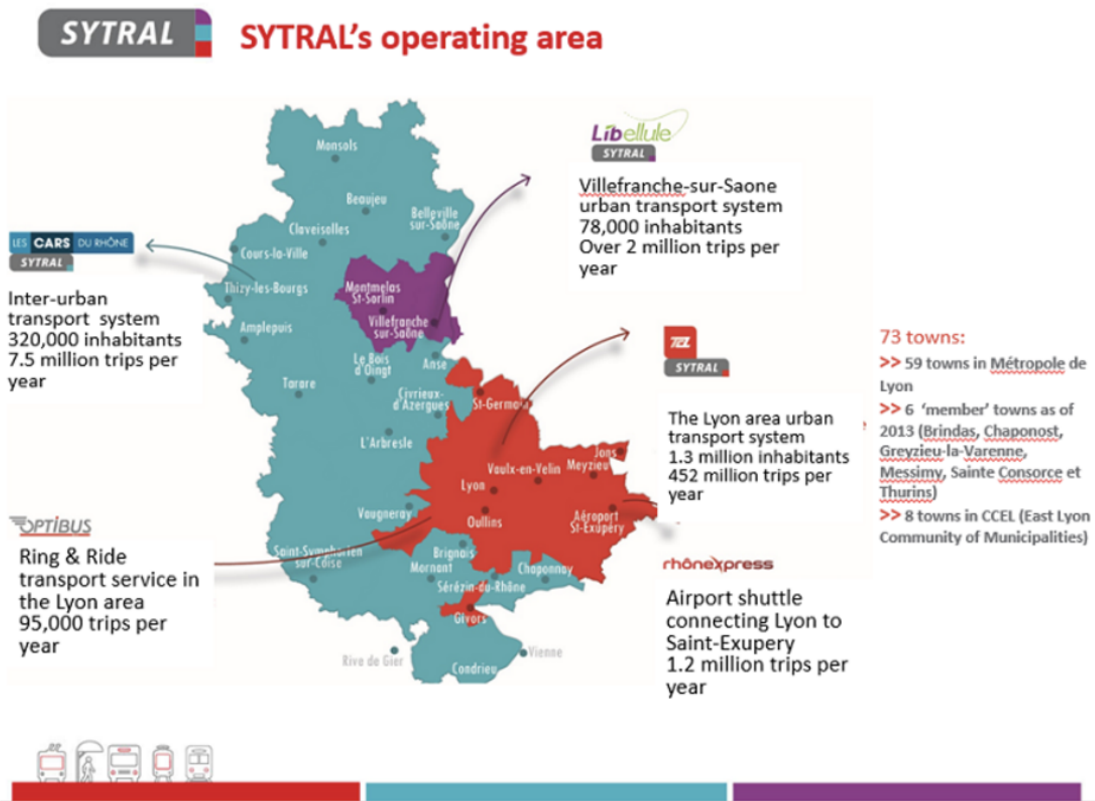 SYTRAL
SYTRAL's operating area
Libellule
SYTRAL
Villefranche-sur-Saone
urban transport system
78,000 inhabitants
Over 2 million trips per
year
LES CARS DU RHÔNE
SYTRAL
Inter-urban
transport system
320,000 inhabitants
7.5 million trips per
year
Monsols
Beaujeu
Belleville
sur-Saône
Claveisolles
Cours-la-Ville
Thizy-les-Bourgs
Montmelas
St-Sorlin
Villefranche
sur-Saône
Amplepuis
Le Bois
d'Oingt
Anse
Tarare
Civrieux-
d'Azergues
St-Germain
L'Arbresle
Jons
Vaulx-en-Velin
Meyzieu
Lyon
Vaugneray
Oullins
Aéroport
St-Exupéry
Saint-Symphorien
sur-Coise
Brignais
Mornant
Chaponnay
Sérézin-du-Rhône
Givors
Rive de Gier
Vienne
Condrieu
TCL
SYTRAL
The Lyon area urban
transport system
1.3 million inhabitants
452 million trips per
year
73 towns:
>> 59 towns in Métropole de
Lyon
>> 6 ‘member’ towns as of
2013 (Brindas, Chaponost,
Greyzieu-la-Varenne,
Messimy, Sainte Consorce et
Thurins)
>> 8 towns in CCEL (East Lyon
Community of Municipalities)
OPTIBUS
Ring & Ride
transport service in
the Lyon area
95,000 trips per
year
rhônexpress
Airport shuttle
connecting Lyon to
Saint-Exupery
1.2 million trips per
year